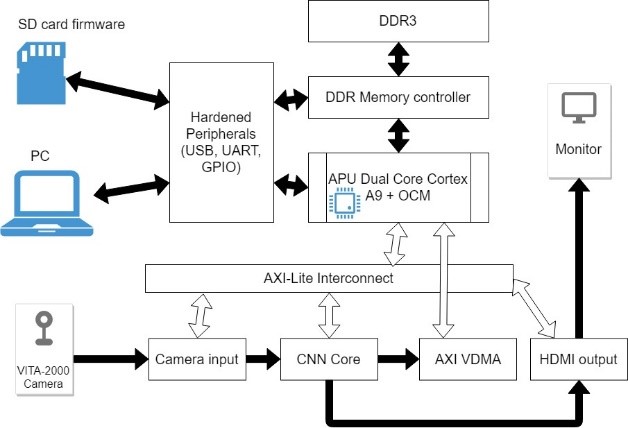 SD card firmware
DDR3
DDR Memory controller
Hardened
Peripherals
(USB, UART,
GPIO)
Monitor
PC
APU Dual Core Cortex
A9 + OCM
AXI-Lite Interconnect
VITA-2000
Camera
Camera input
CNN Core
AXI VDMA
HDMI output